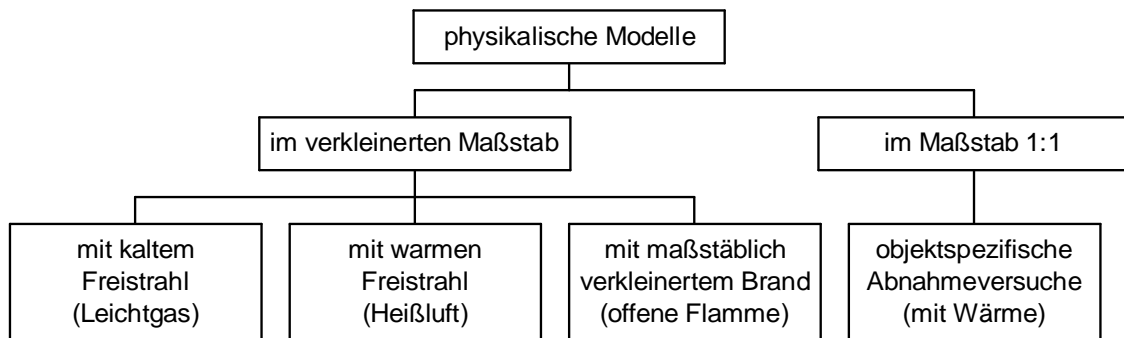 physikalische Modelle
im verkleinerten Maßstab
im Maßstab 1:1
mit kaltem
Freistrahl
(Leichtgas)
mit warmen
Freistrahl
(Heißluft)
mit maßstäblich
verkleinertem Brand
(offene Flamme)
objektspezifische
Abnahmeversuche
(mit Wärme)